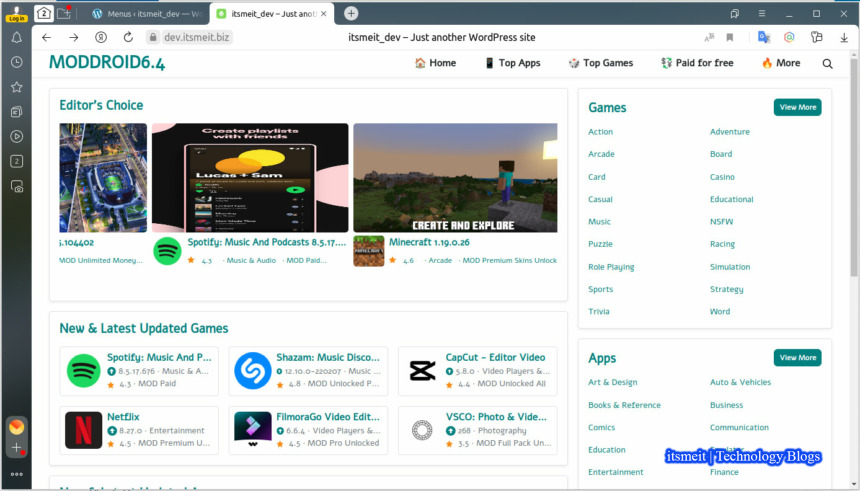 Log in
2
Menus ‹ itsmeit_dev — Wo
itsmeit_dev – Just anot
dev.itsmeit.biz
itsmeit_dev – Just another WordPress site
MODDROID6.4
Home
Top Apps
Top Games
Paid for free
More
Editor's Choice
Create playlists
with friends
Lucas + Sam
CREATE AND EXPLORE
5.104402
MOD Unlimited Money...
Spotify: Music And Podcasts 8.5.17....
4.3 · Music & Audio · MOD Paid...
Minecraft 1.19.0.26
4.6 · Arcade · MOD Premium Skins Unlock
New & Latest Updated Games
Spotify: Music And P...
8.5.17.676 · Music & A...
4.3 · MOD Paid
Shazam: Music Disco...
12.10.0-220207 · Music ...
4.8 · MOD Unlocked P...
CapCut - Editor Video
5.8.0 · Video Players &...
4.4 · MOD Unlocked All
Netflix
8.27.0 · Entertainment
4.5 · MOD Premium U...
FilmoraGo Video Edit...
6.6.4 · Video Players &...
4.5 · MOD Pro Unlocked
VSCO: Photo & Vide...
268 · Photography
3.5 · MOD Full Pack Un...
Games
View More
Action
Adventure
Arcade
Board
Card
Casino
Casual
Educational
Music
NSFW
Puzzle
Racing
Role Playing
Simulation
Sports
Strategy
Trivia
Word
Apps
View More
Art & Design
Auto & Vehicles
Books & Reference
Business
Comics
Communication
Education
Entertainment
Finance
itsmeit | Technology Blogs
2